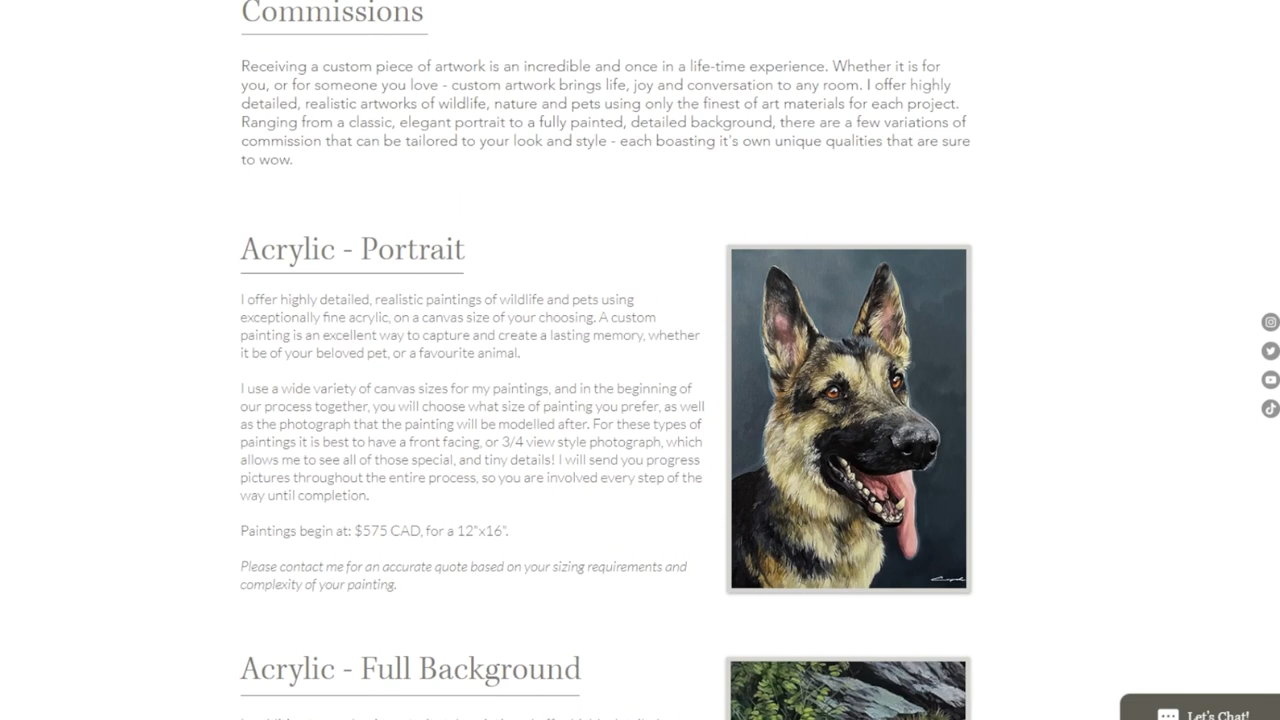 Commissions
Receiving a custom piece of artwork is an incredible and once in a life-time experience. Whether it is for
you, or for someone you love - custom artwork brings life, joy and conversation to any room. I offer highly
detailed, realistic artworks of wildlife, nature and pets using only the finest of art materials for each project.
Ranging from a classic, elegant portrait to a fully painted, detailed background, there are a few variations of
commission that can be tailored to your look and style - each boasting it's own unique qualities that are sure
to wow.
Acrylic - Portrait
I offer highly detailed, realistic paintings of wildlife and pets using
exceptionally fine acrylic, on a canvas size of your choosing. A custom
painting is an excellent way to capture and create a lasting memory, whether
it be of your beloved pet, or a favourite animal.
I use a wide variety of canvas sizes for my paintings, and in the beginning of
our process together, you will choose what size of painting you prefer, as well
as the photograph that the painting will be modelled after. For these types of
paintings it is best to have a front facing, or 3/4 view style photograph, which
allows me to see all of those special, and tiny details! I will send you progress
pictures throughout the entire process, so you are involved every step of the
way until completion.
Paintings begin at: $575 CAD, for a 12"x16".
Please contact me for an accurate quote based on your sizing requirements and
complexity of your painting.
Acrylic - Full Background
Let's Chat!